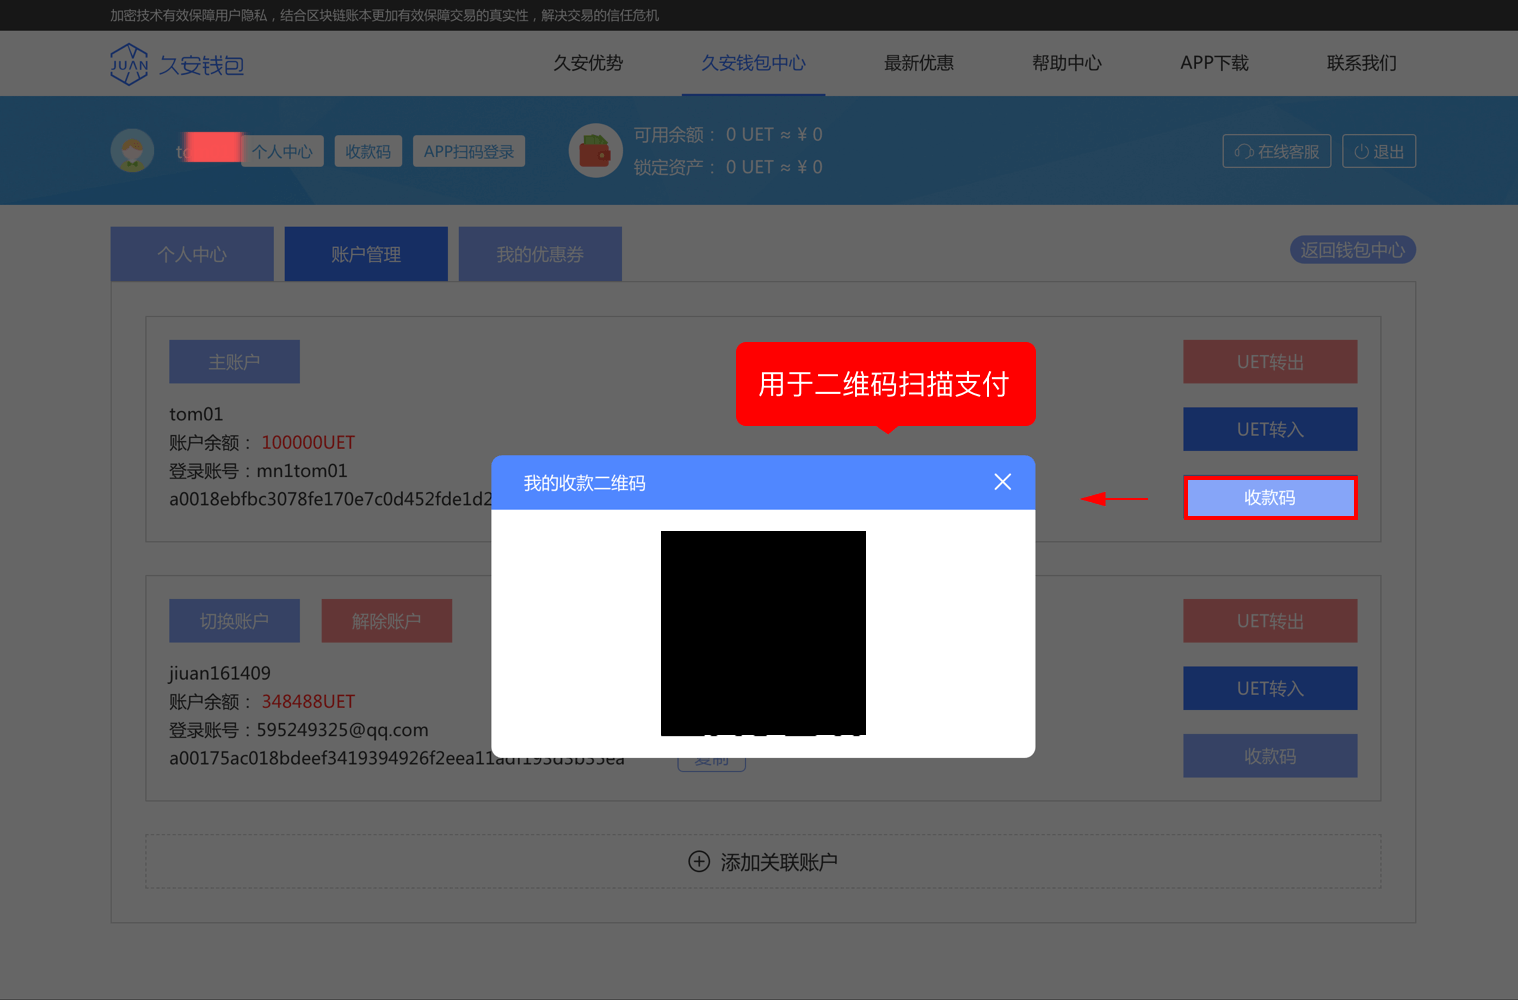 加密技术有效保障用户隐私，结合区块链账本更加有效保障交易的真实性，解决交易的信任危机
JUAN 久安钱包
久安优势 久安钱包中心 最新优惠 帮助中心 APP下载 联系我们
个人中心 收款码 APP扫码登录
可用余额： 0 UET ≈ ¥ 0
锁定资产： 0 UET ≈ ¥ 0
在线客服 退出
个人中心 账户管理 我的优惠券
返回钱包中心
主账户
tom01
账户余额： 100000UET
登录账号：mn1tom01
a0018ebfbc3078fe170e7c0d452fde1d2
UET转出
UET转入
收款码
用于二维码扫描支付
我的收款二维码
切换账户 解除账户
jiuan161409
账户余额： 348488UET
登录账号：595249325@qq.com
a00175ac018bdeef3419394926f2eea11adf193d3b35ea
复制
UET转出
UET转入
收款码
添加关联账户